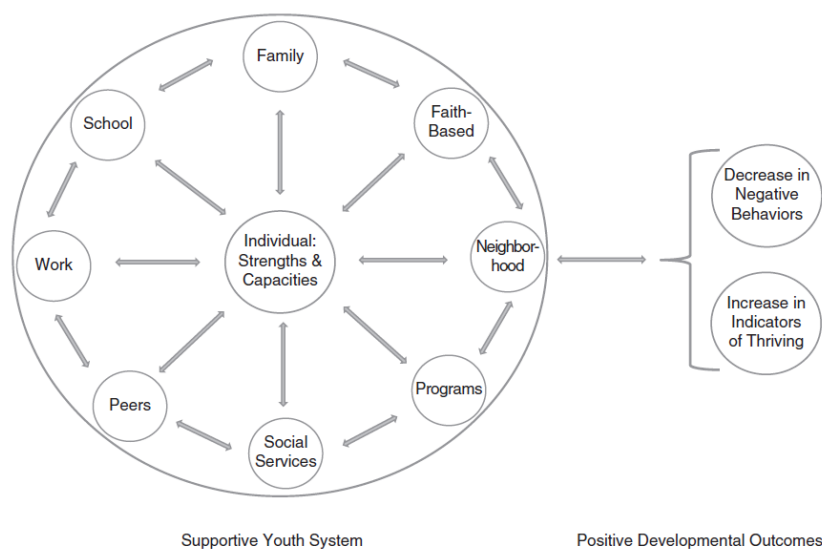 Family
School
Faith-
Based
Decrease in
Negative
Behaviors
Individual:
Strengths &
Capacities
Work
Neighbor-
hood
Increase in
Indicators
of Thriving
Peers
Programs
Social
Services
Supportive Youth System
Positive Developmental Outcomes